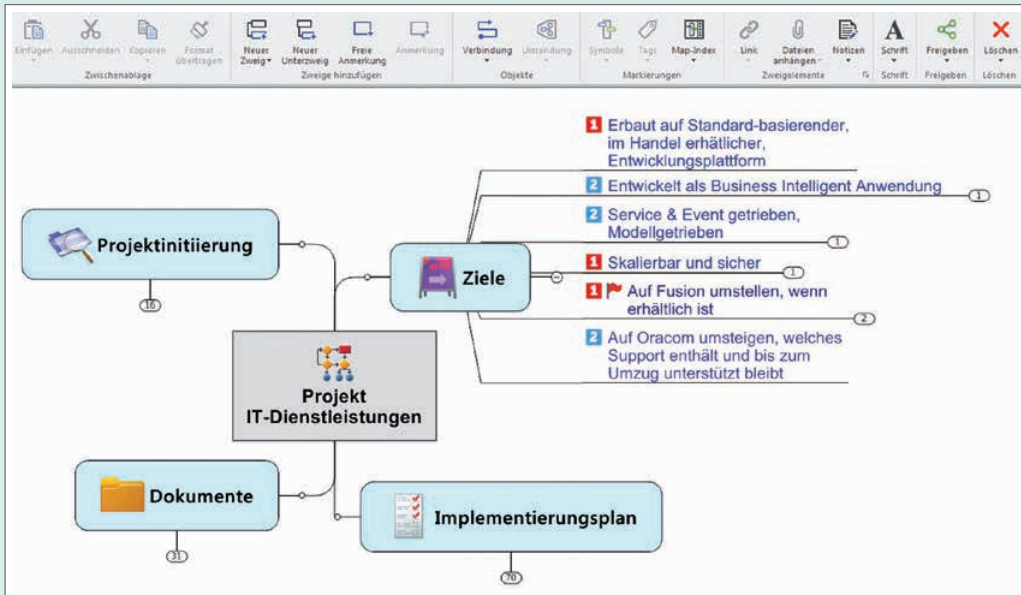 Einfügen Ausschneiden Kopieren Format übertragen
Neuer Zweig Neuer Unterzweig Freie Anmerkung Anmerkung
Verbindung Umrandung
Symbole Tags Map-Index
Link Dateien anhängen Notizen
Schrift Freigeben Löschen
Zwischenablage Zweige hinzufügen Objekte Markierungen Zweigelemente Schrift Freigeben Löschen
1 Erbaut auf Standard-basierender,
im Handel erhätlicher,
Entwicklungsplattform
2 Entwickelt als Business Intelligent Anwendung
1
2 Service & Event getrieben,
Modellgetrieben
1
1 Skalierbar und sicher
1
1 Auf Fusion umstellen, wenn
erhältlich ist
2
2 Auf Oracom umsteigen, welches
Support enthält und bis zum
Umzug unterstützt bleibt
Projektinitiierung
16
Ziele
Projekt
IT-Dienstleistungen
Dokumente
31
Implementierungsplan
70